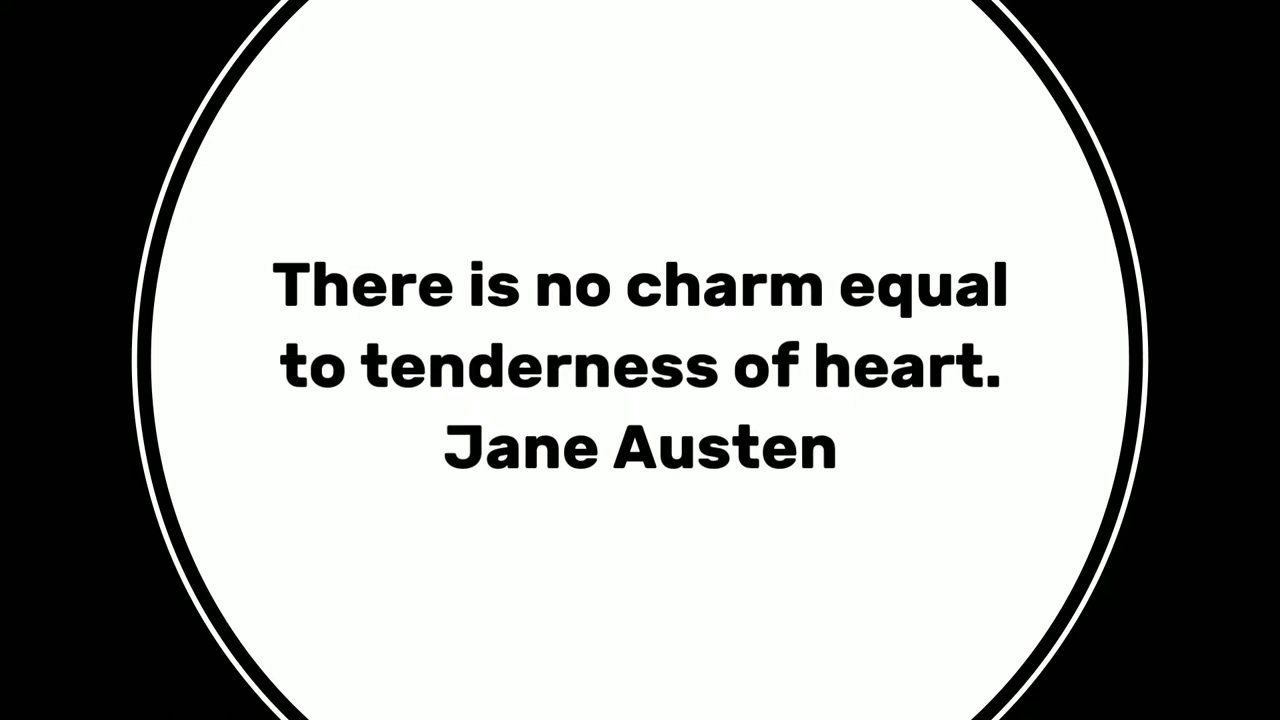 There is no charm equal
to tenderness of heart.
Jane Austen